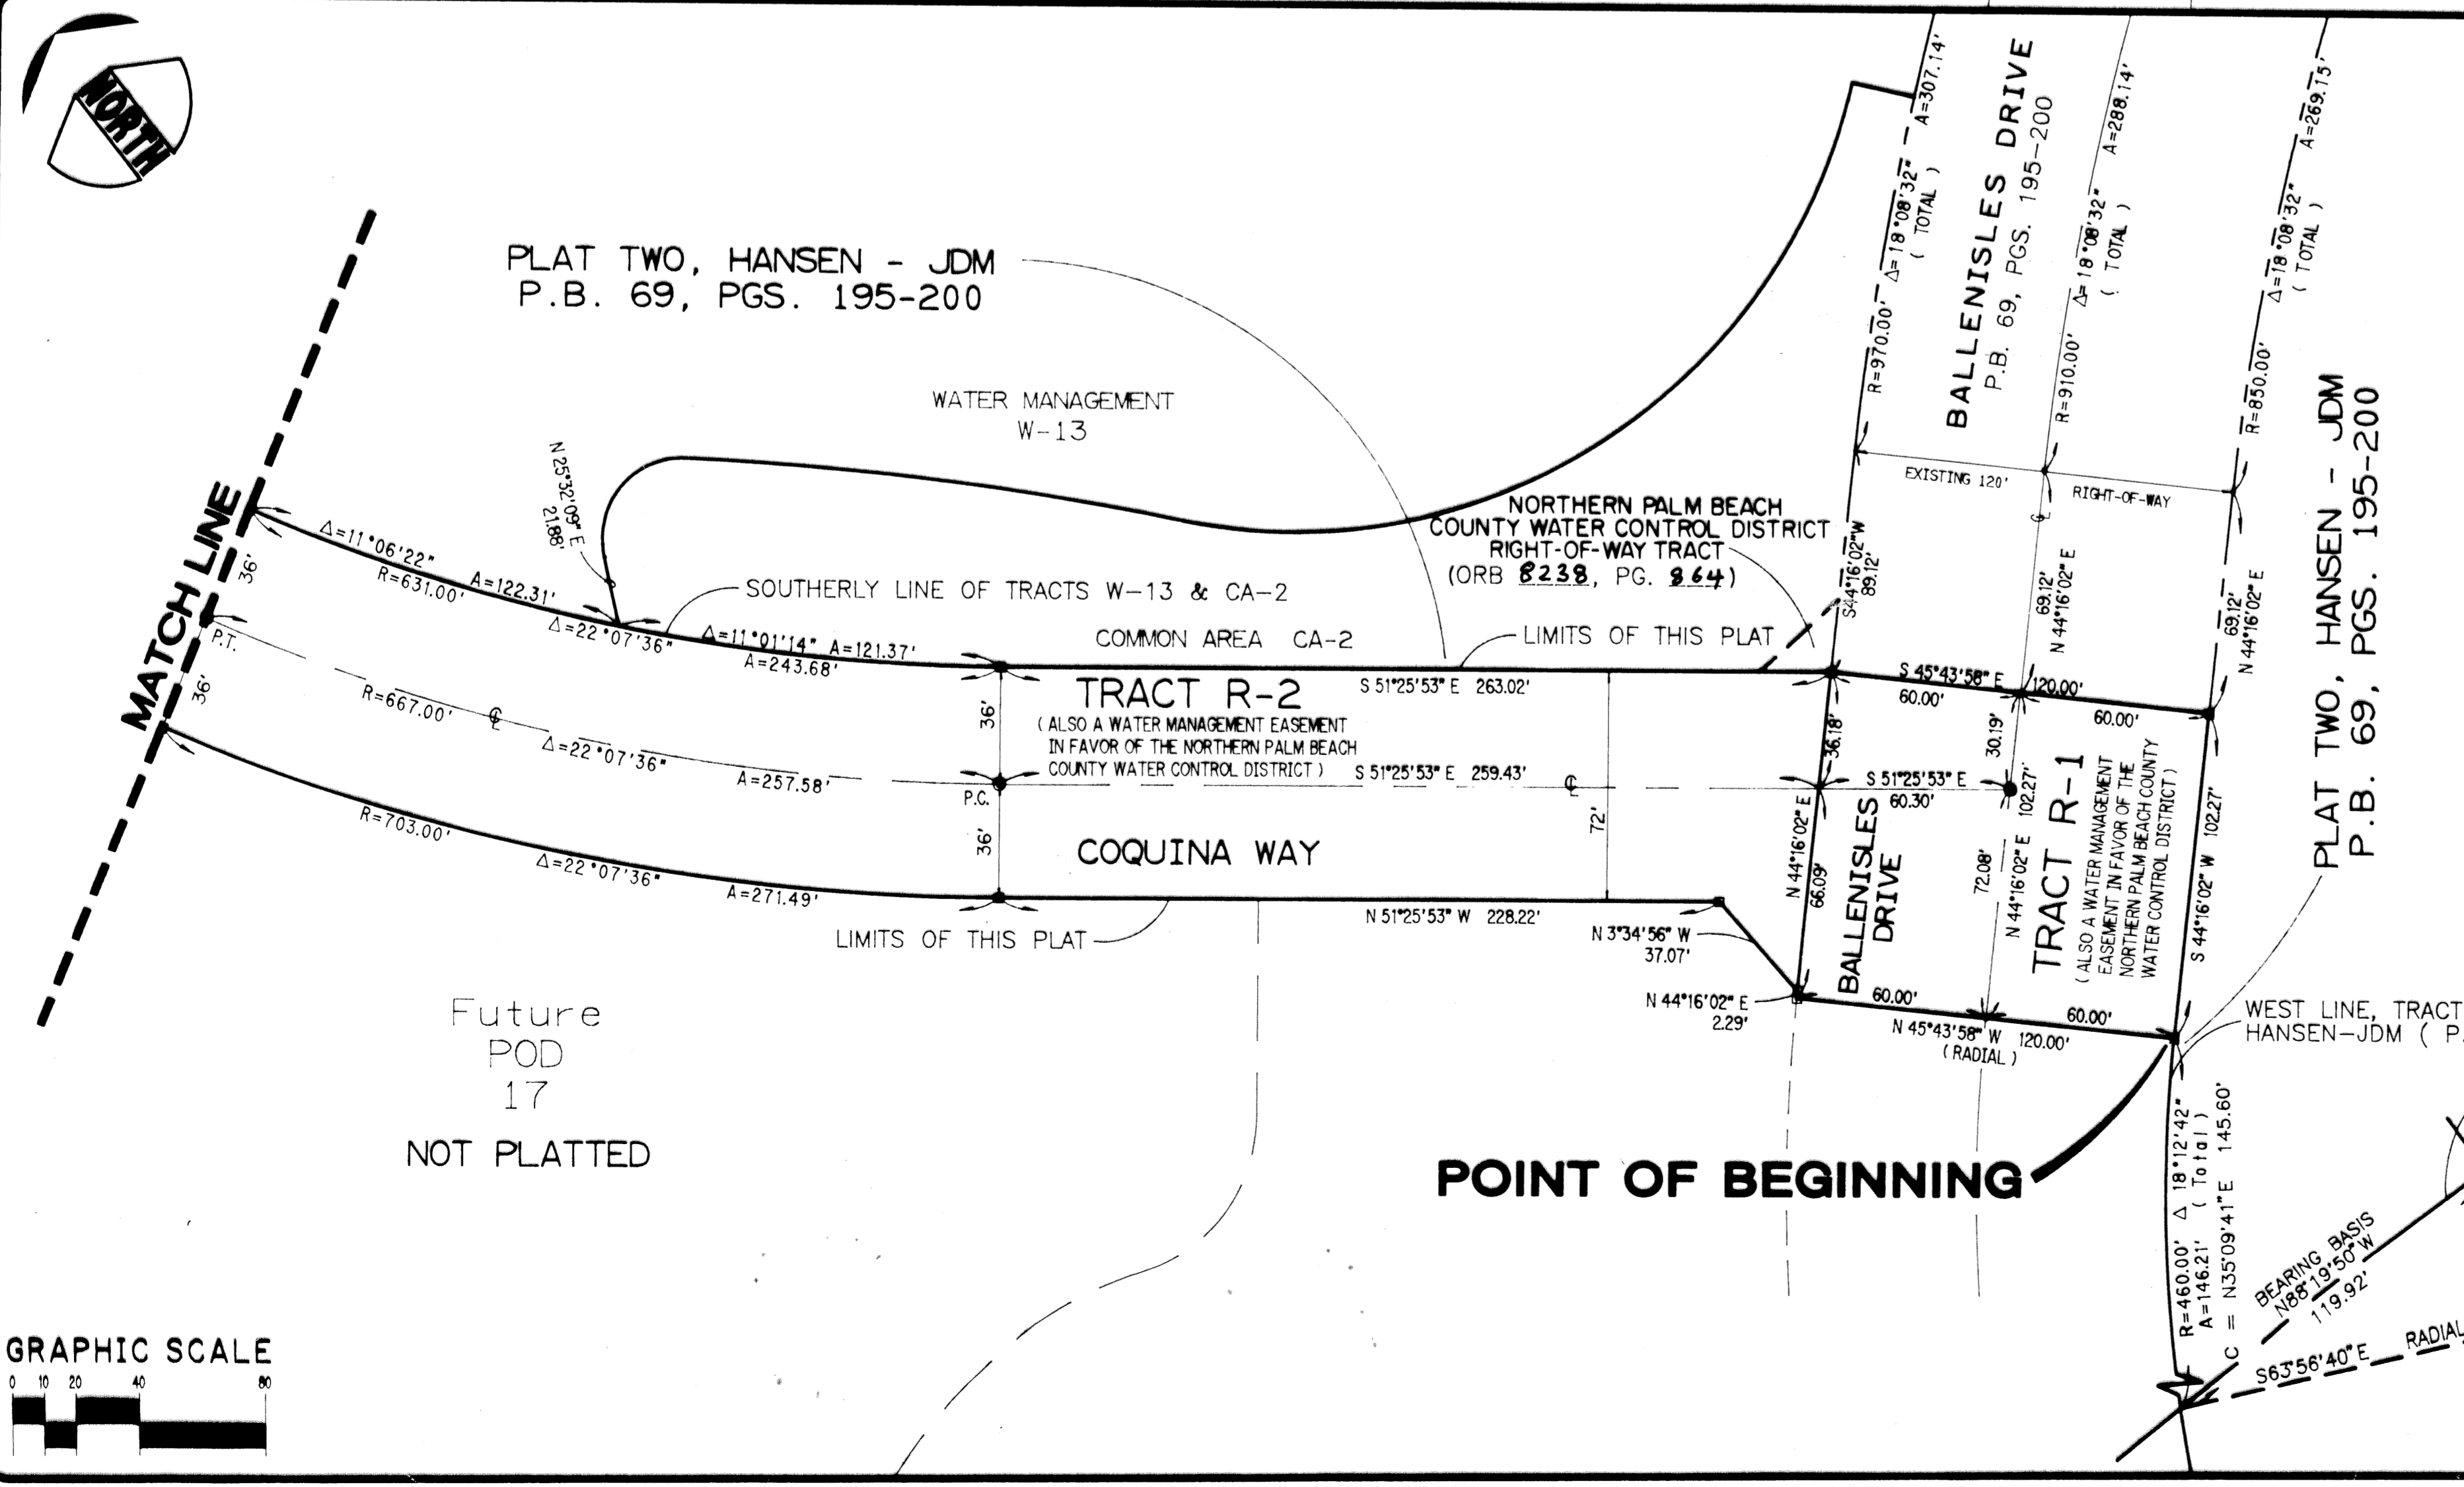 NORTH
PLAT TWO, HANSEN - JDM
P.B. 69, PGS. 195-200
WATER MANAGEMENT
W-13
N 25°32'09" E
21.88'
MATCH LINE
36'
P.T.
36'
Δ=11°06'22"
R=631.00'
A=122.31'
SOUTHERLY LINE OF TRACTS W-13 & CA-2
Δ=22°07'36"
Δ=11°01'14" A=121.37'
A=243.68'
COMMON AREA CA-2
LIMITS OF THIS PLAT
NORTHERN PALM BEACH
COUNTY WATER CONTROL DISTRICT
RIGHT-OF-WAY TRACT
(ORB 8238, PG. 864)
R=667.00'
Δ=22°07'36"
A=257.58'
P.C.
36'
36'
TRACT R-2
( ALSO A WATER MANAGEMENT EASEMENT
IN FAVOR OF THE NORTHERN PALM BEACH
COUNTY WATER CONTROL DISTRICT )
S 51°25'53" E 263.02'
S 51°25'53" E 259.43'
72'
COQUINA WAY
R=703.00'
Δ=22°07'36"
A=271.49'
LIMITS OF THIS PLAT
N 51°25'53" W 228.22'
N 3°34'56" W
37.07'
N 44°16'02" E
2.29'
R=970.00' Δ=18°08'32" A=307.14'
( TOTAL )
BALLENISLES DRIVE
P.B. 69, PGS. 195-200
R=910.00' Δ=18°08'32" A=288.14'
( TOTAL )
R=850.00' Δ=18°08'32" A=269.15'
( TOTAL )
EXISTING 120'
RIGHT-OF-WAY
S44°16'02"W
89.12'
69.12'
N 44°16'02" E
69.12'
N 44°16'02" E
S 45°43'58" E 120.00'
60.00'
60.00'
36.18'
30.19'
S 51°25'53" E
60.30'
N 44°16'02" E
66.09'
BALLENISLES
DRIVE
72.08'
N 44°16'02" E 102.27'
TRACT R-1
( ALSO A WATER MANAGEMENT
EASEMENT IN FAVOR OF THE
NORTHERN PALM BEACH COUNTY
WATER CONTROL DISTRICT )
S 44°16'02" W 102.27'
PLAT TWO, HANSEN - JDM
P.B. 69, PGS. 195-200
60.00'
60.00'
N 45°43'58" W 120.00'
( RADIAL )
WEST LINE, TRACT
HANSEN-JDM ( P.
Future
POD
17
NOT PLATTED
POINT OF BEGINNING
R=460.00' Δ 18°12'42"
A=146.21' ( Total )
C = N35°09'41"E 145.60'
BEARING BASIS
N88°19'50"W
119.92'
S63°56'40"E RADIAL
GRAPHIC SCALE
0 10 20 40 80